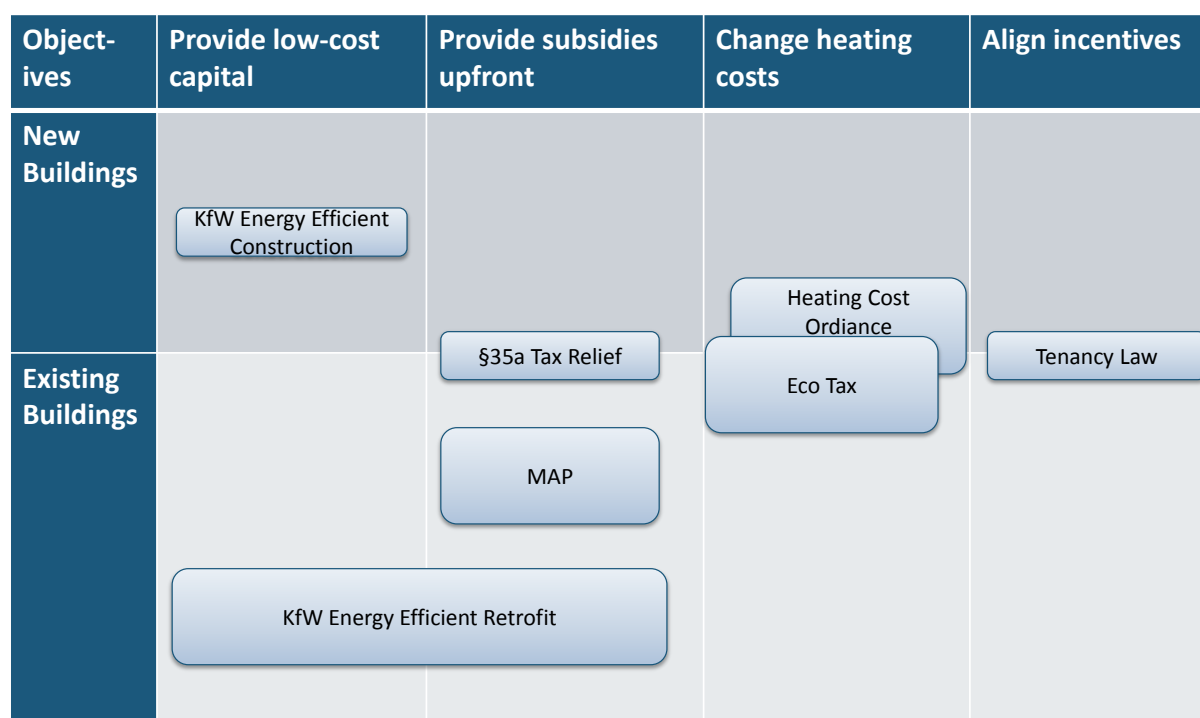 Object-
ives
Provide low-cost
capital
Provide subsidies
upfront
Change heating
costs
Align incentives
New
Buildings
KfW Energy Efficient
Construction
Heating Cost
Ordiance
§35a Tax Relief
Tenancy Law
Existing
Buildings
Eco Tax
MAP
KfW Energy Efficient Retrofit